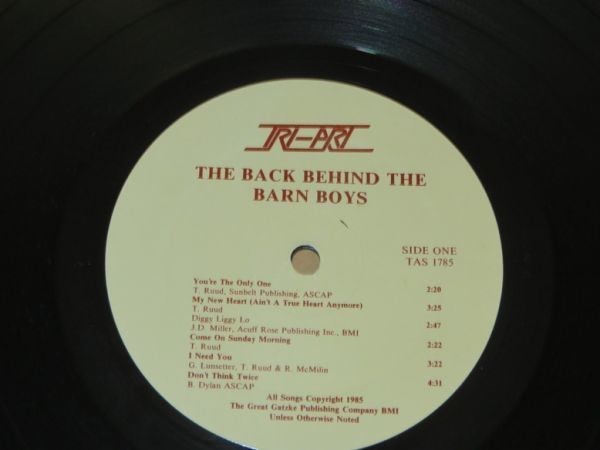 TRI-ART
THE BACK BEHIND THE
BARN BOYS
SIDE ONE
TAS 1785
You're The Only One 2:20
T. Ruud, Sunbelt Publishing, ASCAP
My New Heart (Ain't A True Heart Anymore) 3:25
T. Ruud
Diggy Liggy Lo 2:47
J.D. Miller, Acuff Rose Publishing Inc., BMI
Come On Sunday Morning 2:22
T. Ruud
I Need You 3:22
G. Lunsetter, T. Ruud & R. McMilin
Don't Think Twice 4:31
B. Dylan ASCAP
All Songs Copyright 1985
The Great Gatzke Publishing Company BMI
Unless Otherwise Noted